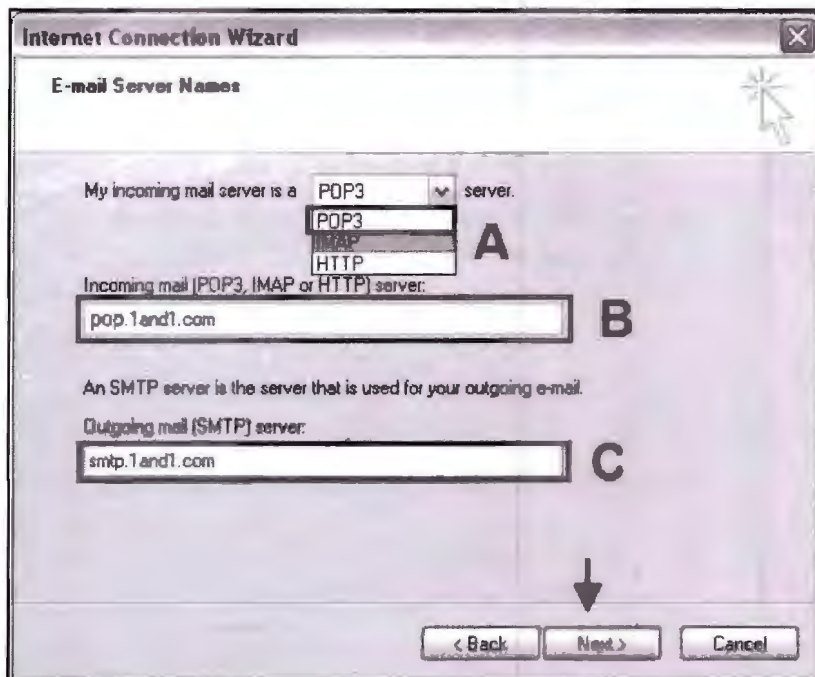 Internet Connection Wizard
E-mail Server Names
My incoming mail server is a POP3 server.
POP3
IMAP
HTTP
A
Incoming mail (POP3, IMAP or HTTP) server:
pop.1and1.com
B
An SMTP server is the server that is used for your outgoing e-mail.
Outgoing mail (SMTP) server:
smtp.1and1.com
C
< Back Next > Cancel